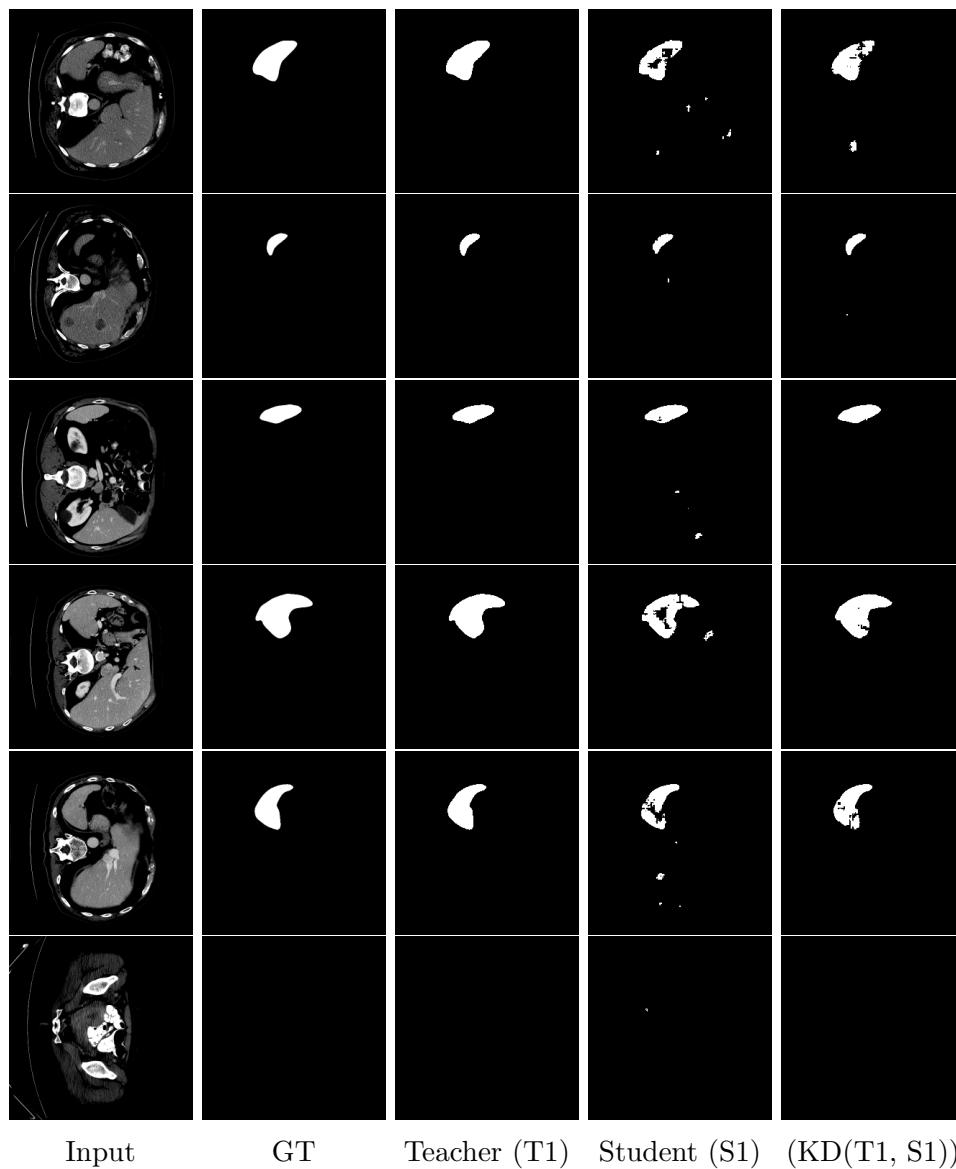 Input GT Teacher (T1) Student (S1) (KD(T1, S1))